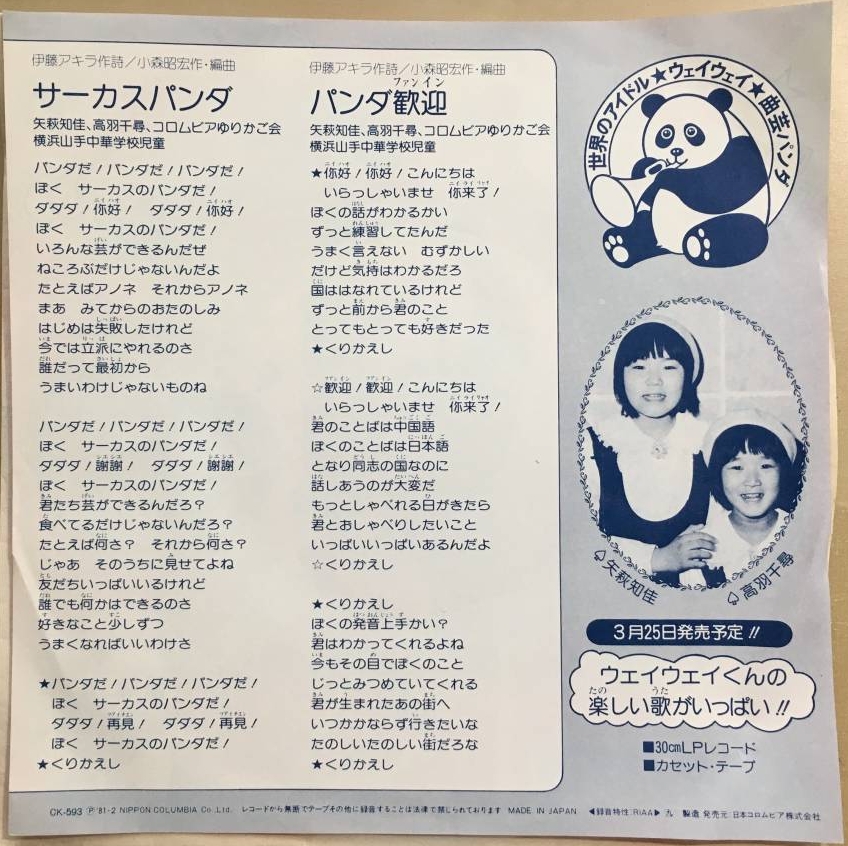 伊藤アキラ作詩／小森昭宏作・編曲
サーカスパンダ
矢萩知佳、高羽千尋、コロムビアゆりかご会
横浜山手中華学校児童
パンダだ！パンダだ！パンダだ！
ぼく　サーカスのパンダだ！
ダダダ！你好！　ダダダ！你好！
ぼく　サーカスのパンダだ！
いろんな芸ができるんだぜ
ねころぶだけじゃないんだよ
たとえばアノネ　それからアノネ
まあ　みてからのおたのしみ
はじめは失敗したけれど
今では立派にやれるのさ
誰だって最初から
うまいわけじゃないものね
パンダだ！パンダだ！パンダだ！
ぼく　サーカスのパンダだ！
ダダダ！謝謝！　ダダダ！謝謝！
ぼく　サーカスのパンダだ！
君たち芸ができるんだろ？
食べてるだけじゃないんだろ？
たとえば何さ？　それから何さ？
じゃあ　そのうちに見せてよね
友だちいっぱいいるけれど
誰でも何かはできるのさ
好きなこと少しずつ
うまくなればいいわけさ
★パンダだ！パンダだ！パンダだ！
ぼく　サーカスのパンダだ！
ダダダ！再見！　ダダダ！再見！
ぼく　サーカスのパンダだ！
★くりかえし
伊藤アキラ作詩／小森昭宏作・編曲
ファンイン
パンダ歓迎
矢萩知佳、高羽千尋、コロムビアゆりかご会
横浜山手中華学校児童
★你好！你好！こんにちは
いらっしゃいませ　你来了！
ぼくの話がわかるかい
ずっと練習してたんだ
うまく言えない　むずかしい
だけど気持はわかるだろ
国ははなれているけれど
ずっと前から君のこと
とってもとっても好きだった
★くりかえし
☆歓迎！歓迎！こんにちは
いらっしゃいませ　你来了！
君のことばは中国語
ぼくのことばは日本語
となり同志の国なのに
話しあうのが大変だ
もっとしゃべれる日がきたら
君とおしゃべりしたいこと
いっぱいいっぱいあるんだよ
☆くりかえし
★くりかえし
ぼくの発音上手かい？
君はわかってくれるよね
今もその目でぼくのこと
じっとみつめていてくれる
君が生まれたあの街へ
いつかかならず行きたいな
たのしいたのしい街だろな
★くりかえし
世界のアイドル★ウェイウェイ★曲芸パンダ
♤矢萩知佳
♤高羽千尋
3月25日発売予定!!
ウェイウェイくんの
楽しい歌がいっぱい!!
■30cmLPレコード
■カセット・テープ
CK-593 Ⓟ'81-2 NIPPON COLUMBIA Co.,Ltd. レコードから無断でテープその他に録音することは法律で禁じられております MADE IN JAPAN ◀録音特性：RIAA▶ 九 製造 発売元：日本コロムビア株式会社